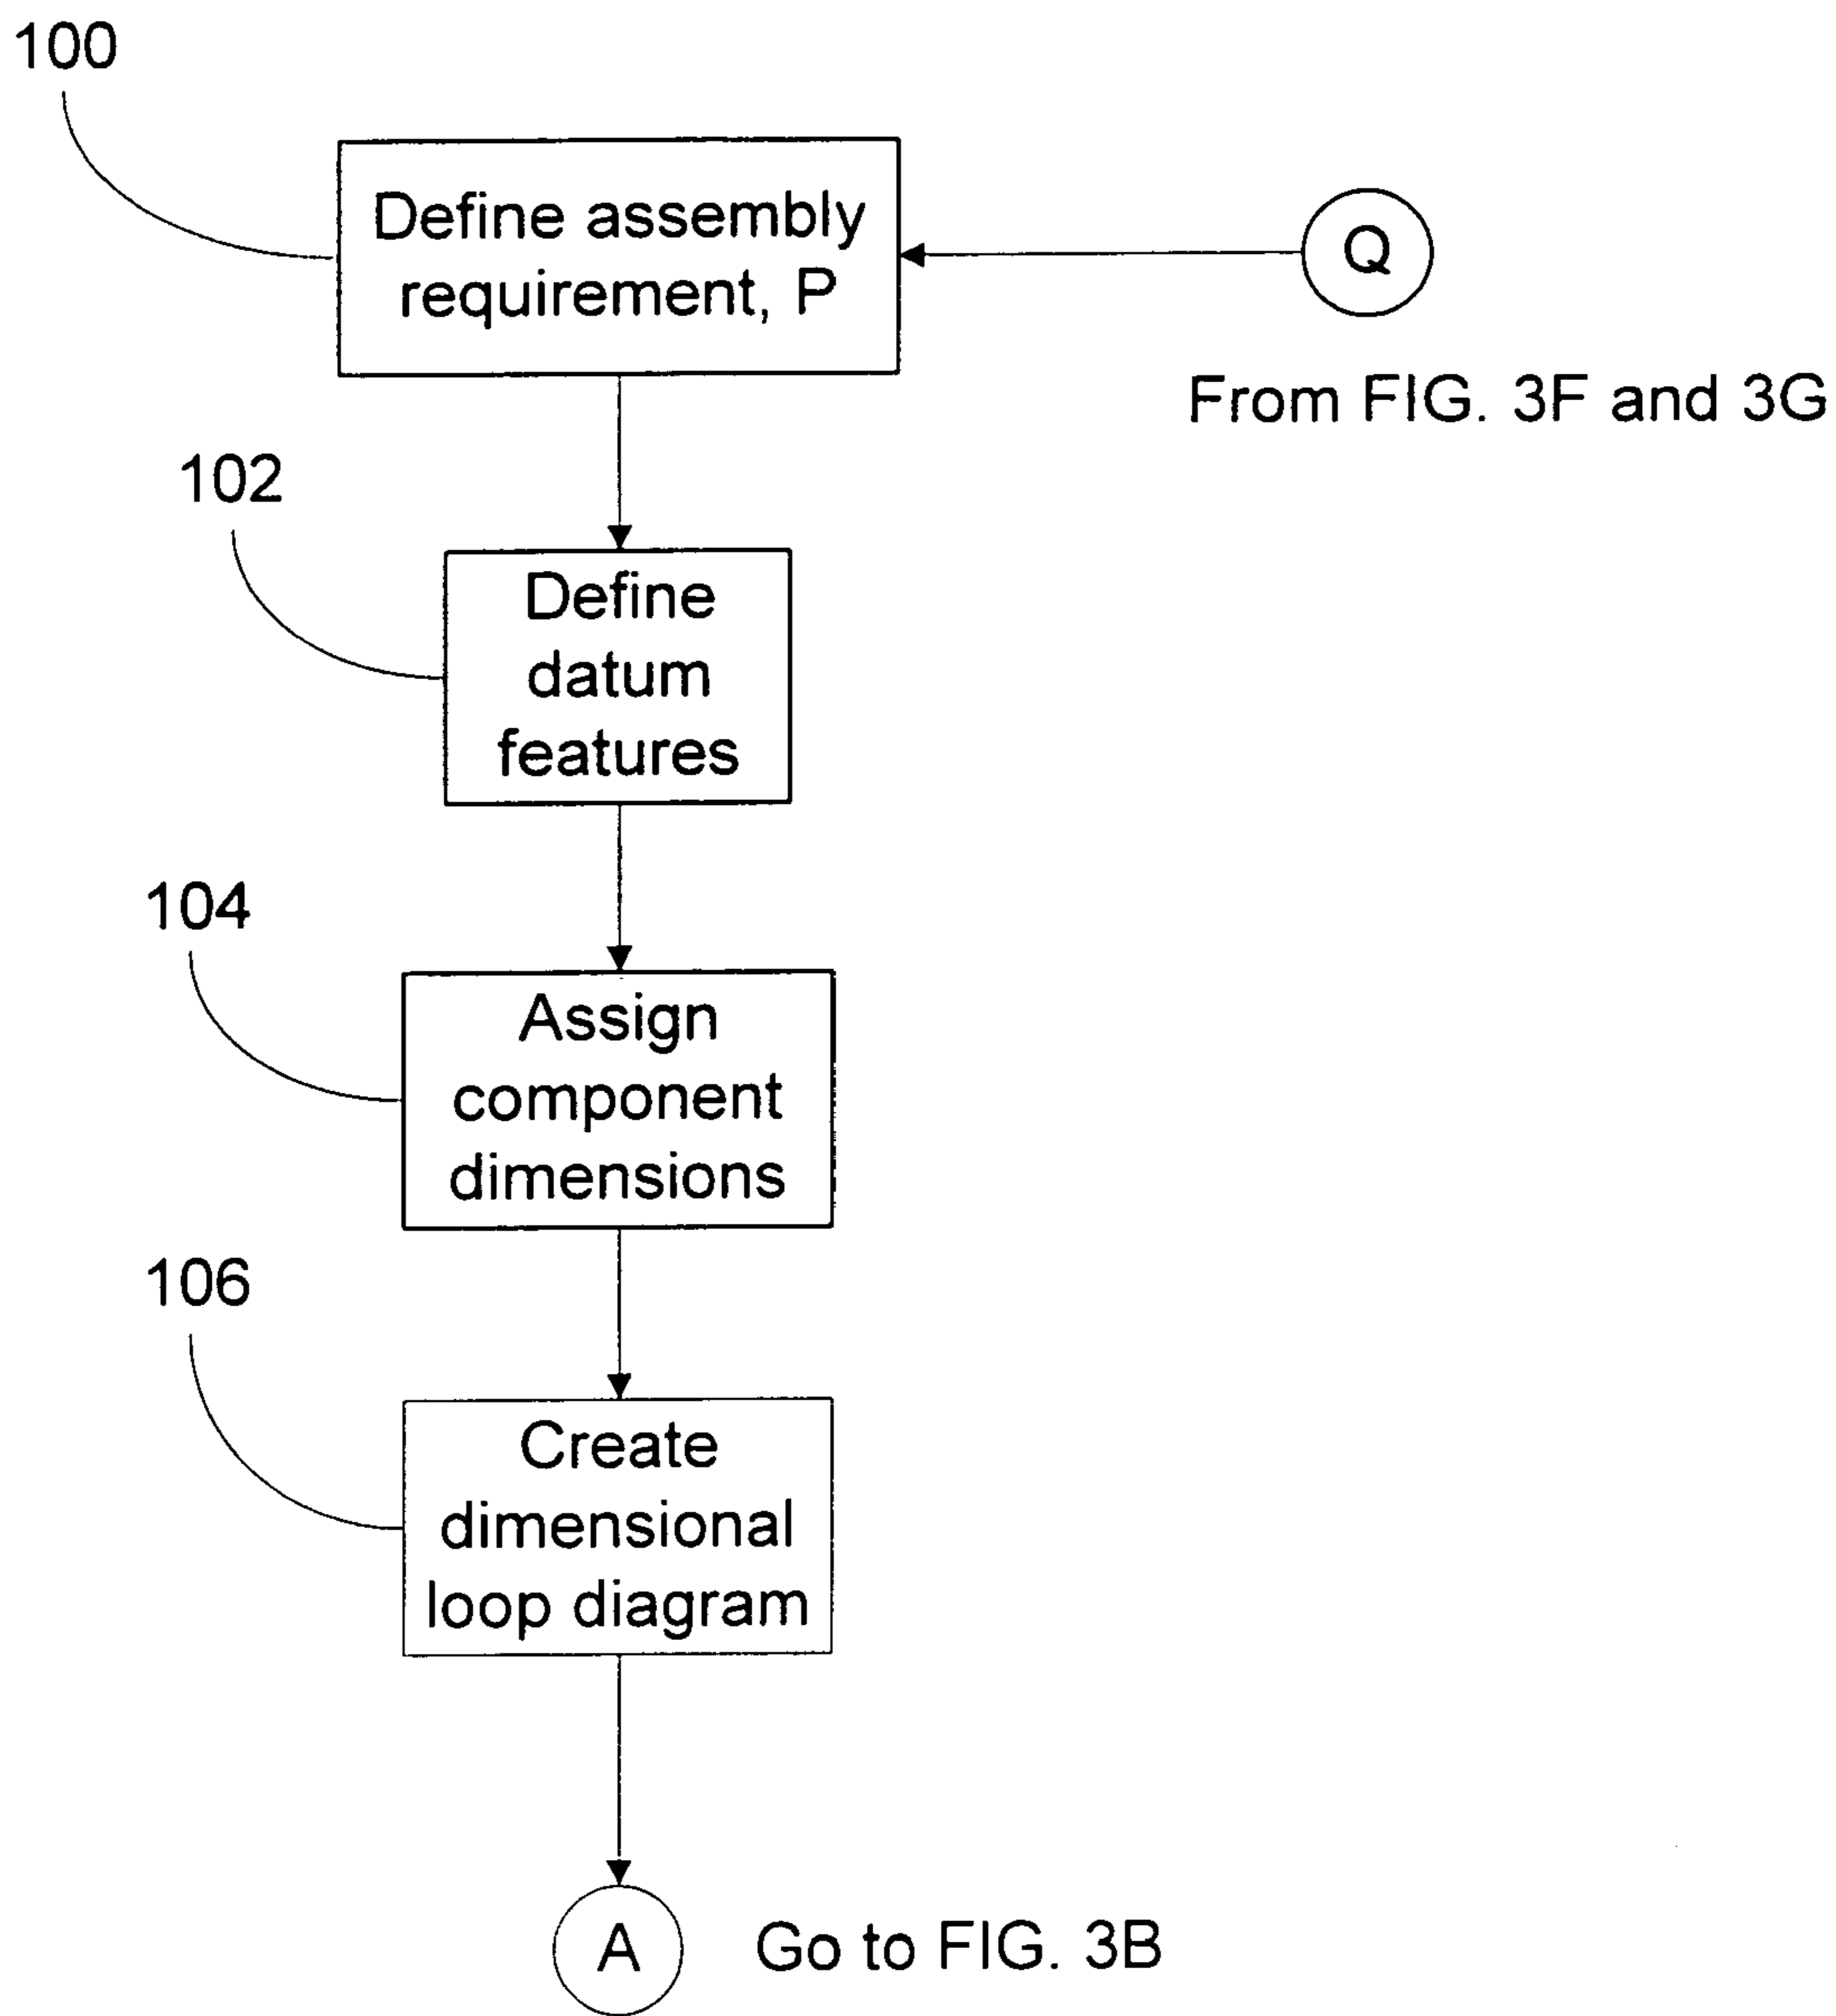 100
Define assembly
requirement, P
Q
From FIG. 3F and 3G
102
Define
datum
features
104
Assign
component
dimensions
106
Create
dimensional
loop diagram
A
Go to FIG. 3B